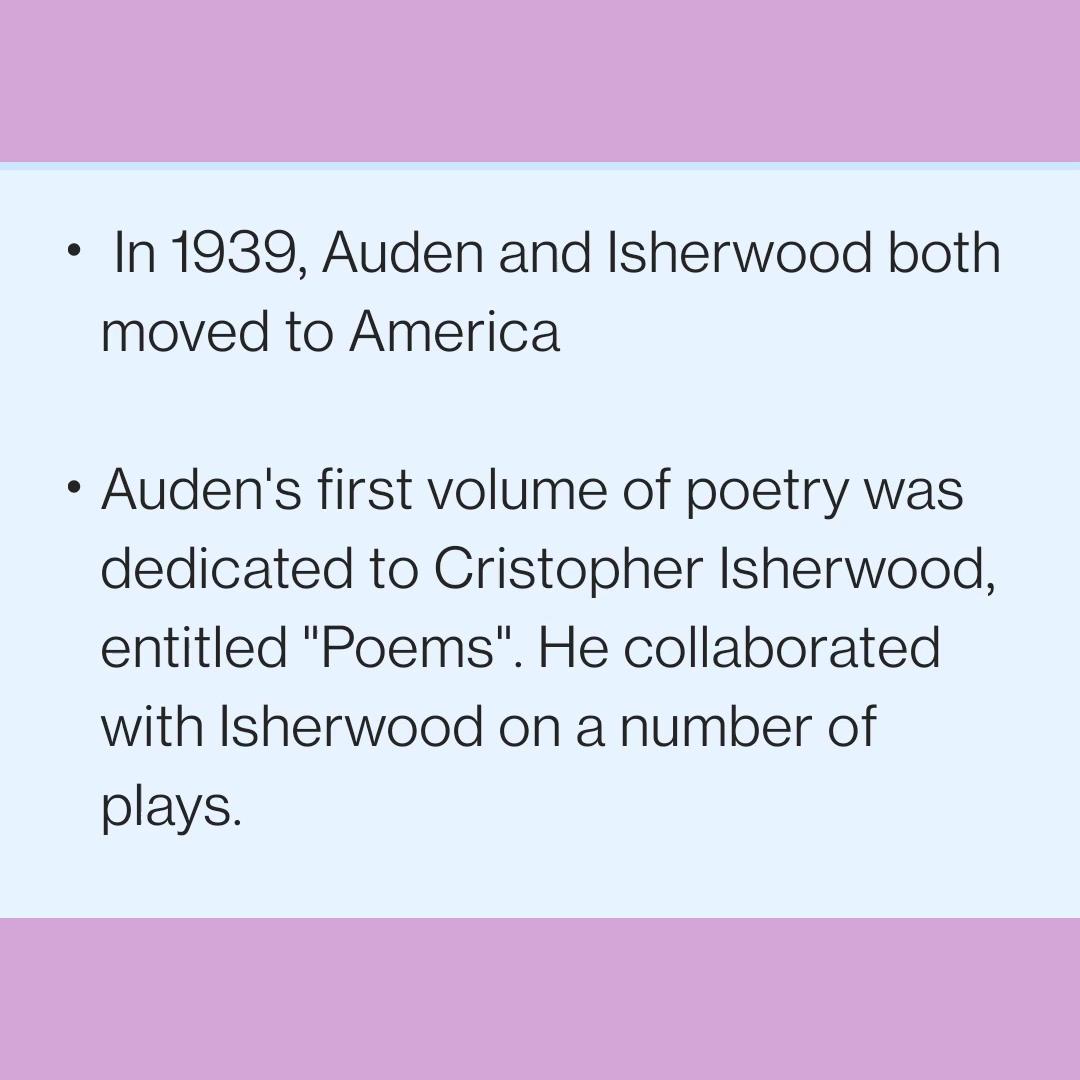 • In 1939, Auden and Isherwood both
moved to America
• Auden's first volume of poetry was
dedicated to Cristopher Isherwood,
entitled "Poems". He collaborated
with Isherwood on a number of
plays.